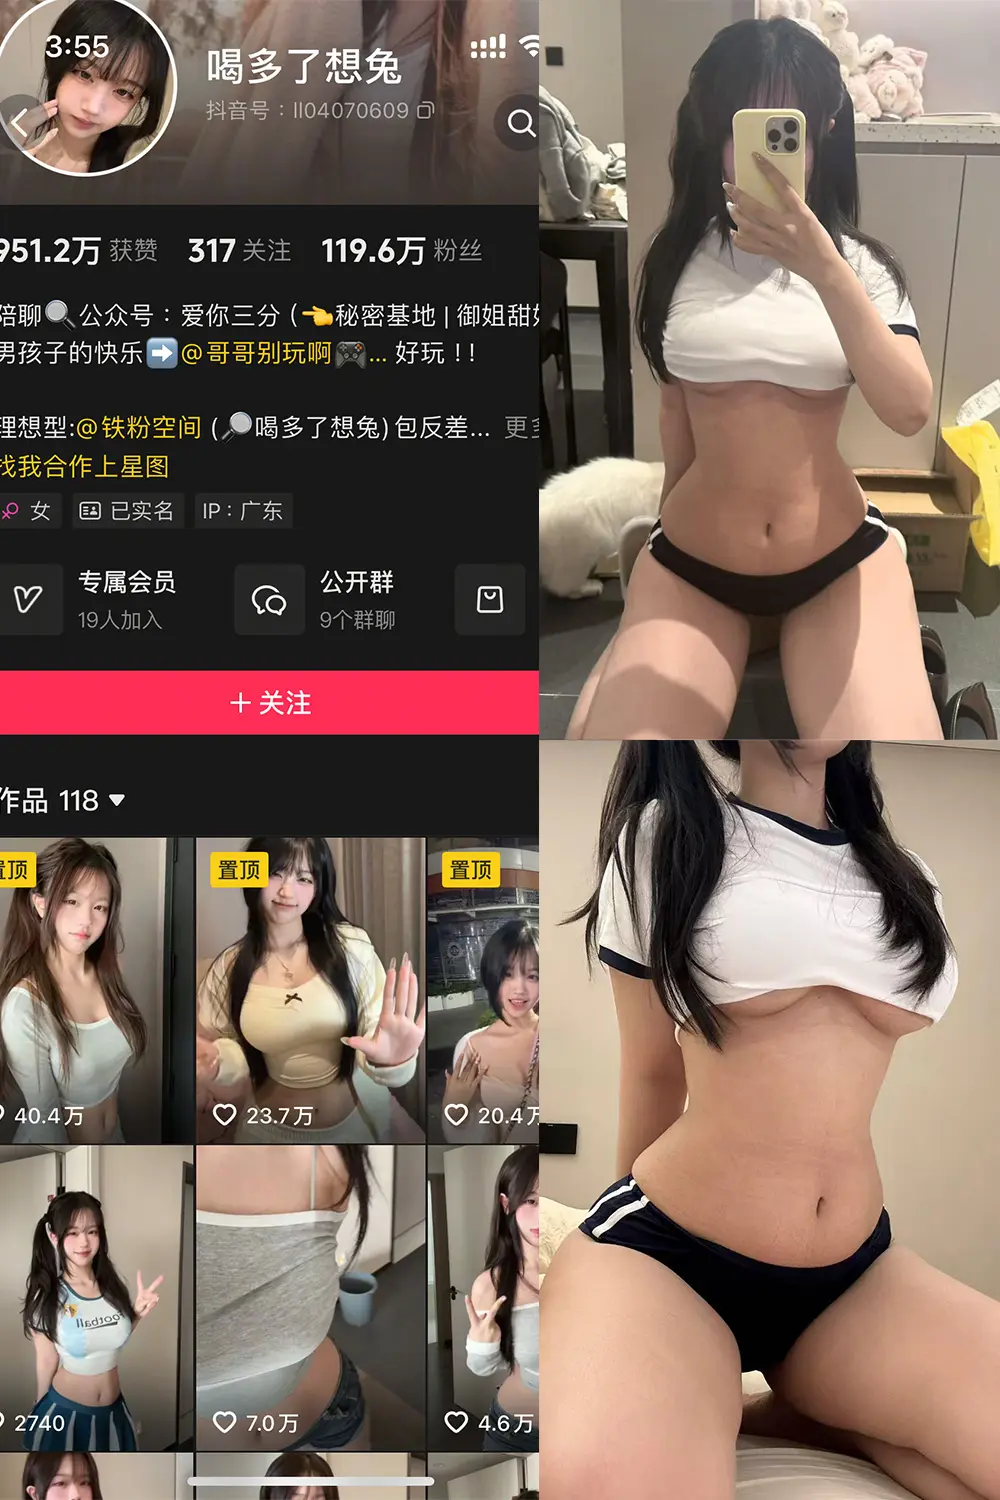 3:55
喝多了想兔
抖音号：ll04070609
951.2万 获赞 317 关注 119.6万 粉丝
陪聊🔍公众号：爱你三分（👈秘密基地 | 御姐甜
男孩子的快乐➡️@哥哥别玩啊🎮... 好玩 ! !
理想型:@铁粉空间 (🔎喝多了想兔) 包反差... 更多
找我合作上星图
女 已实名 IP：广东
专属会员 公开群
19人加入 9个群聊
+ 关注
作品 118
置顶 置顶 置顶
40.4万 23.7万 20.4万
Football
2740 7.0万 4.6万